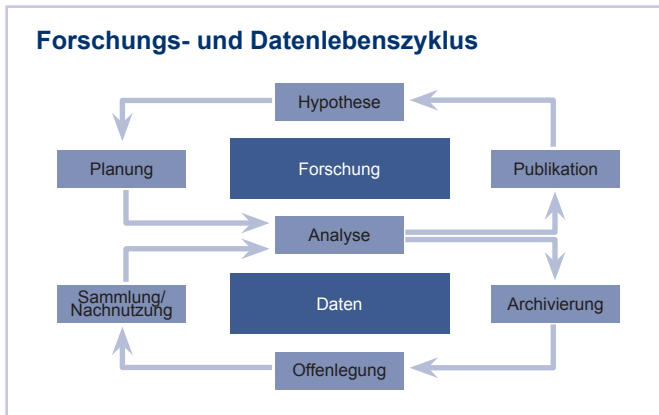 Forschungs- und Datenlebenszyklus
Hypothese
Planung
Forschung
Publikation
Analyse
Sammlung/
Nachnutzung
Daten
Archivierung
Offenlegung